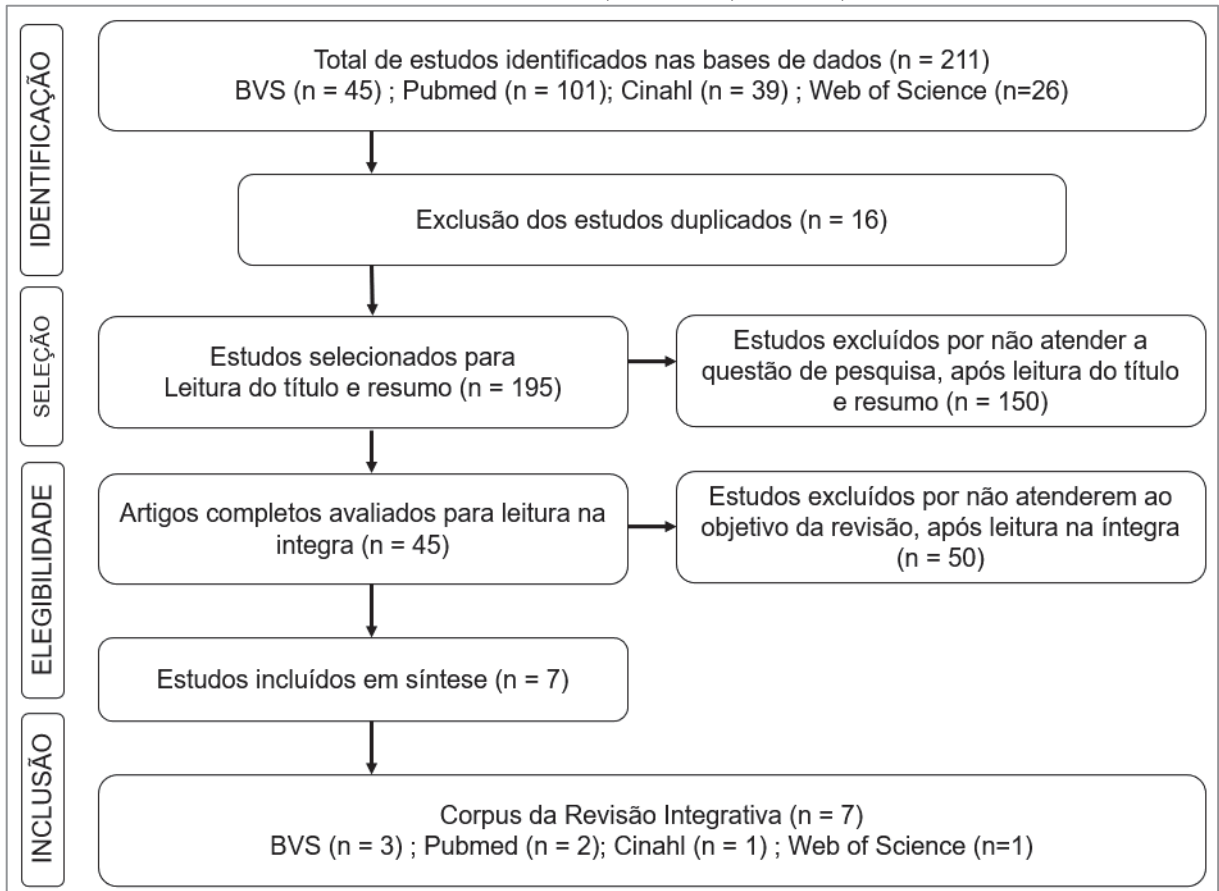 IDENTIFICAÇÃO
Total de estudos identificados nas bases de dados (n = 211)
BVS (n = 45) ; Pubmed (n = 101); Cinahl (n = 39) ; Web of Science (n=26)
Exclusão dos estudos duplicados (n = 16)
SELEÇÃO
Estudos selecionados para
Leitura do título e resumo (n = 195)
Estudos excluídos por não atender a
questão de pesquisa, após leitura do título
e resumo (n = 150)
ELEGIBILIDADE
Artigos completos avaliados para leitura na
integra (n = 45)
Estudos excluídos por não atenderem ao
objetivo da revisão, após leitura na íntegra
(n = 50)
Estudos incluídos em síntese (n = 7)
INCLUSÃO
Corpus da Revisão Integrativa (n = 7)
BVS (n = 3) ; Pubmed (n = 2); Cinahl (n = 1) ; Web of Science (n=1)